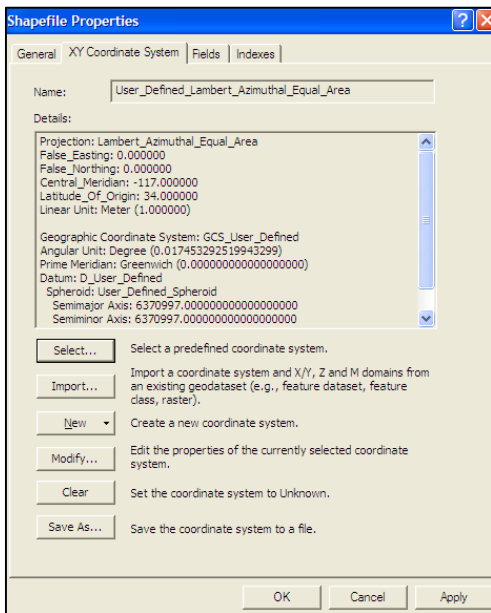 Shapefile Properties
General XY Coordinate System Fields Indexes
Name: User_Defined_Lambert_Azimuthal_Equal_Area
Details:
Projection: Lambert_Azimuthal_Equal_Area
False_Easting: 0.000000
False_Northing: 0.000000
Central_Meridian: -117.000000
Latitude_Of_Origin: 34.000000
Linear Unit: Meter (1.000000)
Geographic Coordinate System: GCS_User_Defined
Angular Unit: Degree (0.017453292519943299)
Prime Meridian: Greenwich (0.000000000000000000)
Datum: D_User_Defined
Spheroid: User_Defined_Spheroid
Semimajor Axis: 6370997.000000000000000000
Semiminor Axis: 6370997.000000000000000000
Select... Select a predefined coordinate system.
Import... Import a coordinate system and X/Y, Z and M domains from
an existing geodataset (e.g., feature dataset, feature
class, raster).
New Create a new coordinate system.
Modify... Edit the properties of the currently selected coordinate
system.
Clear Set the coordinate system to Unknown.
Save As... Save the coordinate system to a file.
OK Cancel Apply